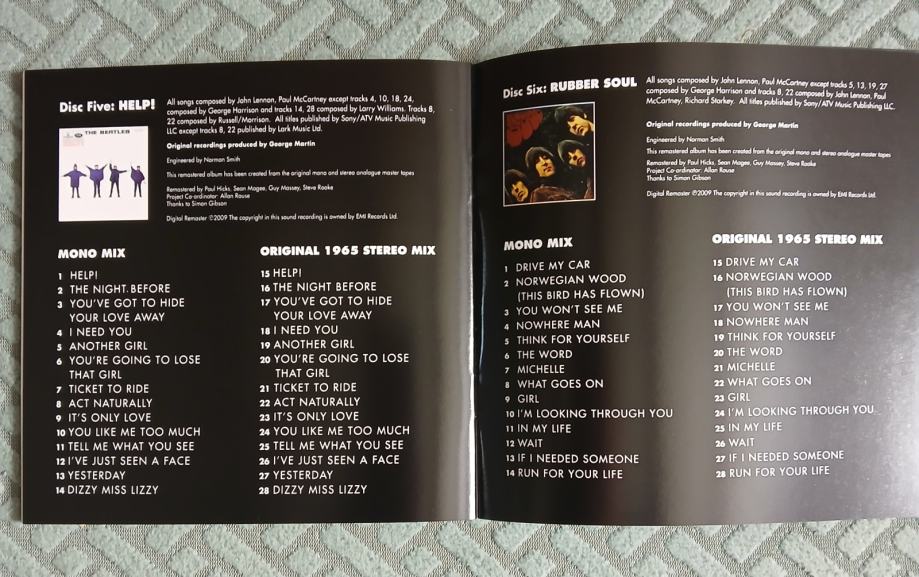 Disc Five: HELP!
All songs composed by John Lennon, Paul McCartney except tracks 4, 10, 18, 24,
composed by George Harrison and tracks 14, 28 composed by Larry Williams. Tracks 8,
22 composed by Russell/Morrison. All titles published by Sony/ATV Music Publishing
LLC except tracks 8, 22 published by Lark Music Ltd.
Original recordings produced by George Martin
Engineered by Norman Smith
This remastered album has been created from the original mono and stereo analogue master tapes
Remastered by Paul Hicks, Sean Magee, Guy Massey, Steve Rooke
Project Co-ordinator: Allan Rouse
Thanks to Simon Gibson
Digital Remaster ℗2009 The copyright in this sound recording is owned by EMI Records Ltd.
THE BEATLES
MONO MIX
1 HELP!
2 THE NIGHT BEFORE
3 YOU'VE GOT TO HIDE
YOUR LOVE AWAY
4 I NEED YOU
5 ANOTHER GIRL
6 YOU'RE GOING TO LOSE
THAT GIRL
7 TICKET TO RIDE
8 ACT NATURALLY
9 IT'S ONLY LOVE
10 YOU LIKE ME TOO MUCH
11 TELL ME WHAT YOU SEE
12 I'VE JUST SEEN A FACE
13 YESTERDAY
14 DIZZY MISS LIZZY
ORIGINAL 1965 STEREO MIX
15 HELP!
16 THE NIGHT BEFORE
17 YOU'VE GOT TO HIDE
YOUR LOVE AWAY
18 I NEED YOU
19 ANOTHER GIRL
20 YOU'RE GOING TO LOSE
THAT GIRL
21 TICKET TO RIDE
22 ACT NATURALLY
23 IT'S ONLY LOVE
24 YOU LIKE ME TOO MUCH
25 TELL ME WHAT YOU SEE
26 I'VE JUST SEEN A FACE
27 YESTERDAY
28 DIZZY MISS LIZZY
Disc Six: RUBBER SOUL
All songs composed by John Lennon, Paul McCartney except tracks 5, 13, 19, 27
composed by George Harrison and tracks 8, 22 composed by John Lennon, Paul
McCartney, Richard Starkey. All titles published by Sony/ATV Music Publishing LLC.
Original recordings produced by George Martin
Engineered by Norman Smith
This remastered album has been created from the original mono and stereo analogue master tapes
Remastered by Paul Hicks, Sean Magee, Guy Massey, Steve Rooke
Project Co-ordinator: Allan Rouse
Thanks to Simon Gibson
Digital Remaster ℗2009 The copyright in this sound recording is owned by EMI Records Ltd.
MONO MIX
1 DRIVE MY CAR
2 NORWEGIAN WOOD
(THIS BIRD HAS FLOWN)
3 YOU WON'T SEE ME
4 NOWHERE MAN
5 THINK FOR YOURSELF
6 THE WORD
7 MICHELLE
8 WHAT GOES ON
9 GIRL
10 I'M LOOKING THROUGH YOU
11 IN MY LIFE
12 WAIT
13 IF I NEEDED SOMEONE
14 RUN FOR YOUR LIFE
ORIGINAL 1965 STEREO MIX
15 DRIVE MY CAR
16 NORWEGIAN WOOD
(THIS BIRD HAS FLOWN)
17 YOU WON'T SEE ME
18 NOWHERE MAN
19 THINK FOR YOURSELF
20 THE WORD
21 MICHELLE
22 WHAT GOES ON
23 GIRL
24 I'M LOOKING THROUGH YOU
25 IN MY LIFE
26 WAIT
27 IF I NEEDED SOMEONE
28 RUN FOR YOUR LIFE